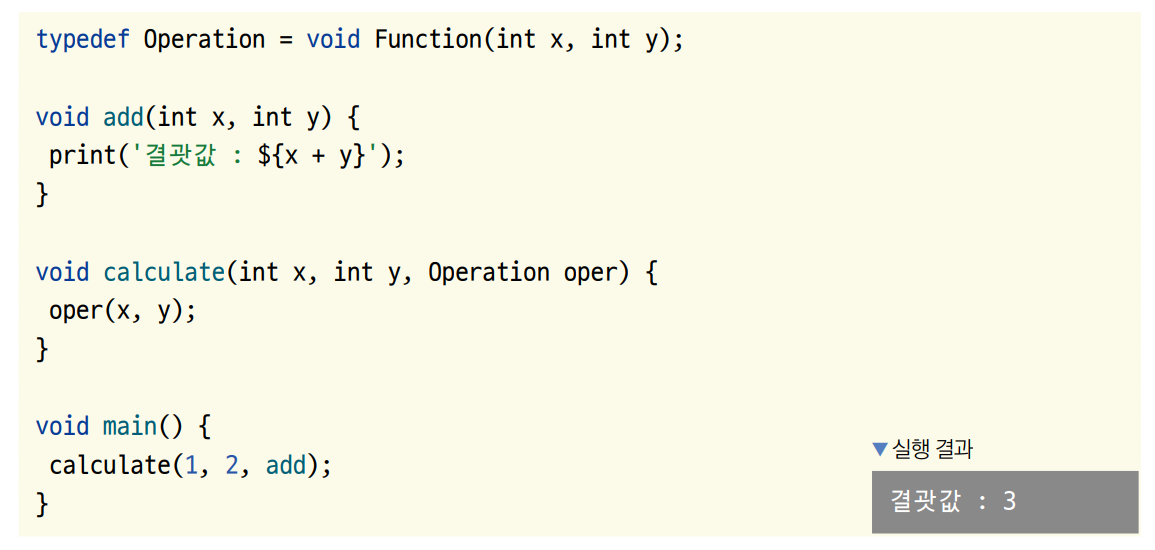 typedef Operation = void Function(int x, int y);
void add(int x, int y) {
print('결괏값 : ${x + y}');
}
void calculate(int x, int y, Operation oper) {
oper(x, y);
}
void main() {
calculate(1, 2, add);
}
▼실행 결과
결괏값 : 3